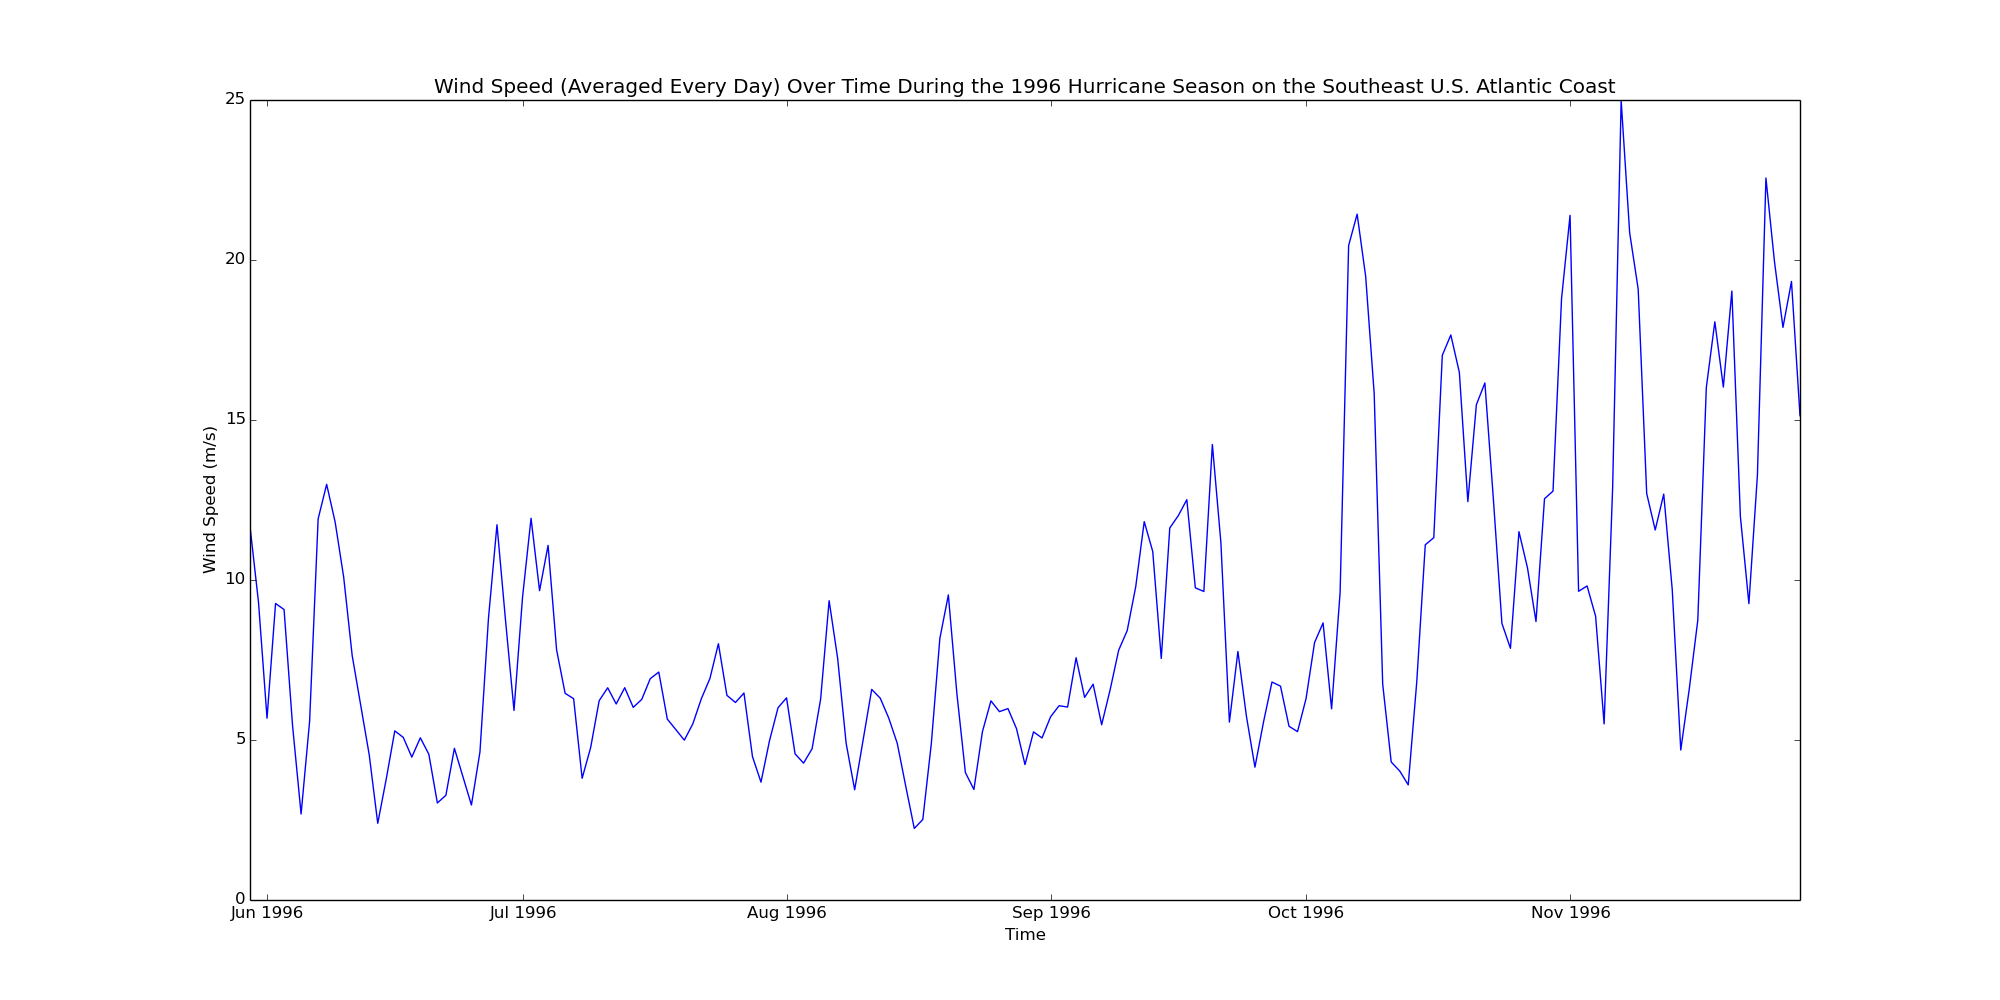 Wind Speed (Averaged Every Day) Over Time During the 1996 Hurricane Season on the Southeast U.S. Atlantic Coast
25
20
15
10
5
0
Wind Speed (m/s)
Jun 1996 Jul 1996 Aug 1996 Sep 1996 Oct 1996 Nov 1996
Time